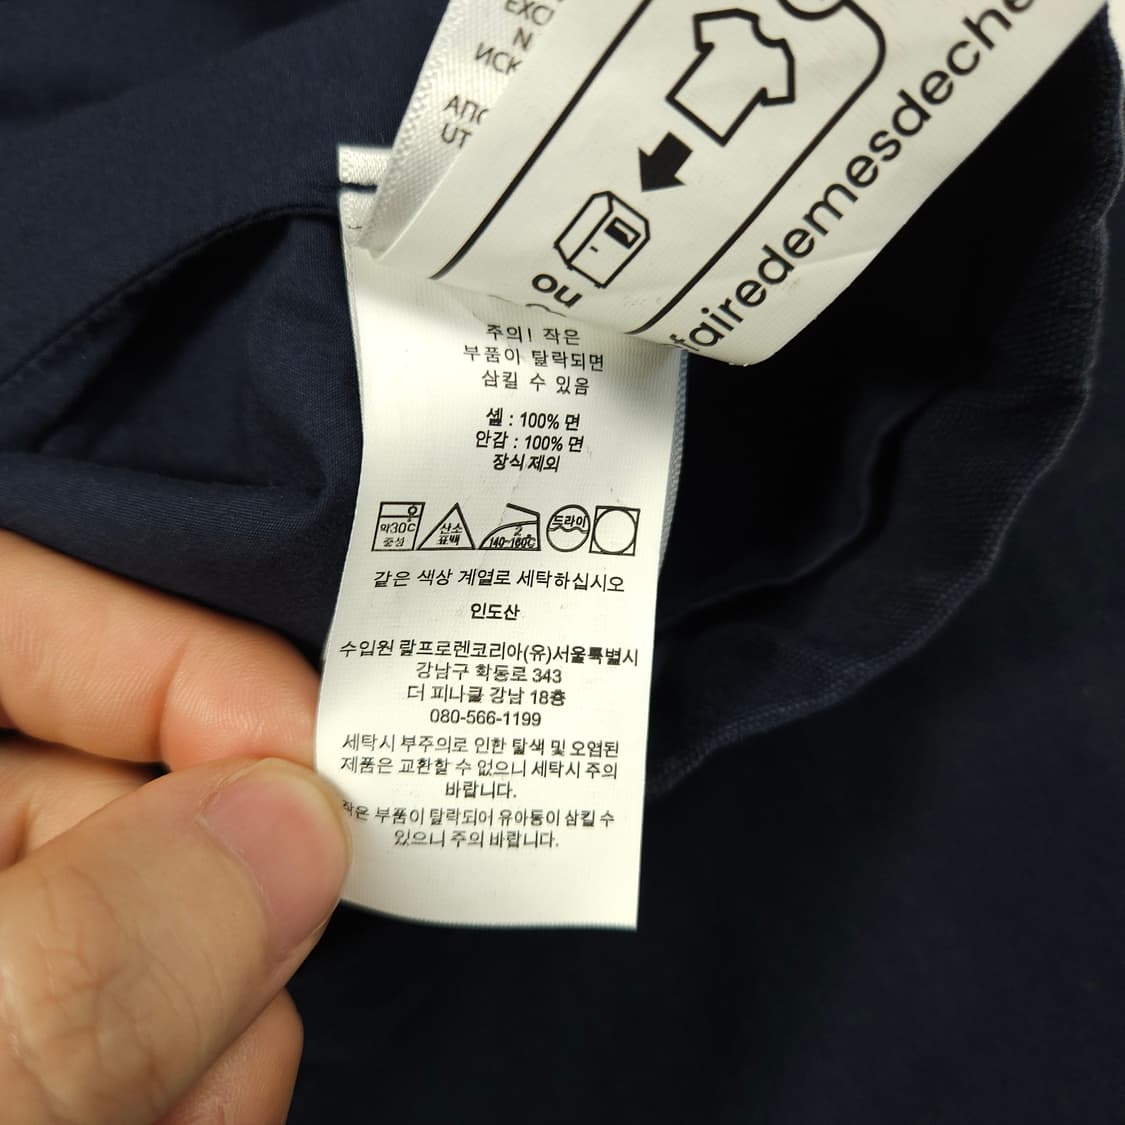 EXC
N
ИСК
АПО
UT
ou
fairedemesdeche
주의! 작은
부품이 탈락되면
삼킬 수 있음
셸 : 100% 면
안감 : 100% 면
장식 제외
약30℃
중성
산소
표백
2
140~160℃
드라이
같은 색상 계열로 세탁하십시오
인도산
수입원 랄프로렌코리아(유)서울특별시
강남구 학동로 343
더 피나클 강남 18층
080-566-1199
세탁시 부주의로 인한 탈색 및 오염된
제품은 교환할 수 없으니 세탁시 주의
바랍니다.
작은 부품이 탈락되어 유아동이 삼킬 수
있으니 주의 바랍니다.